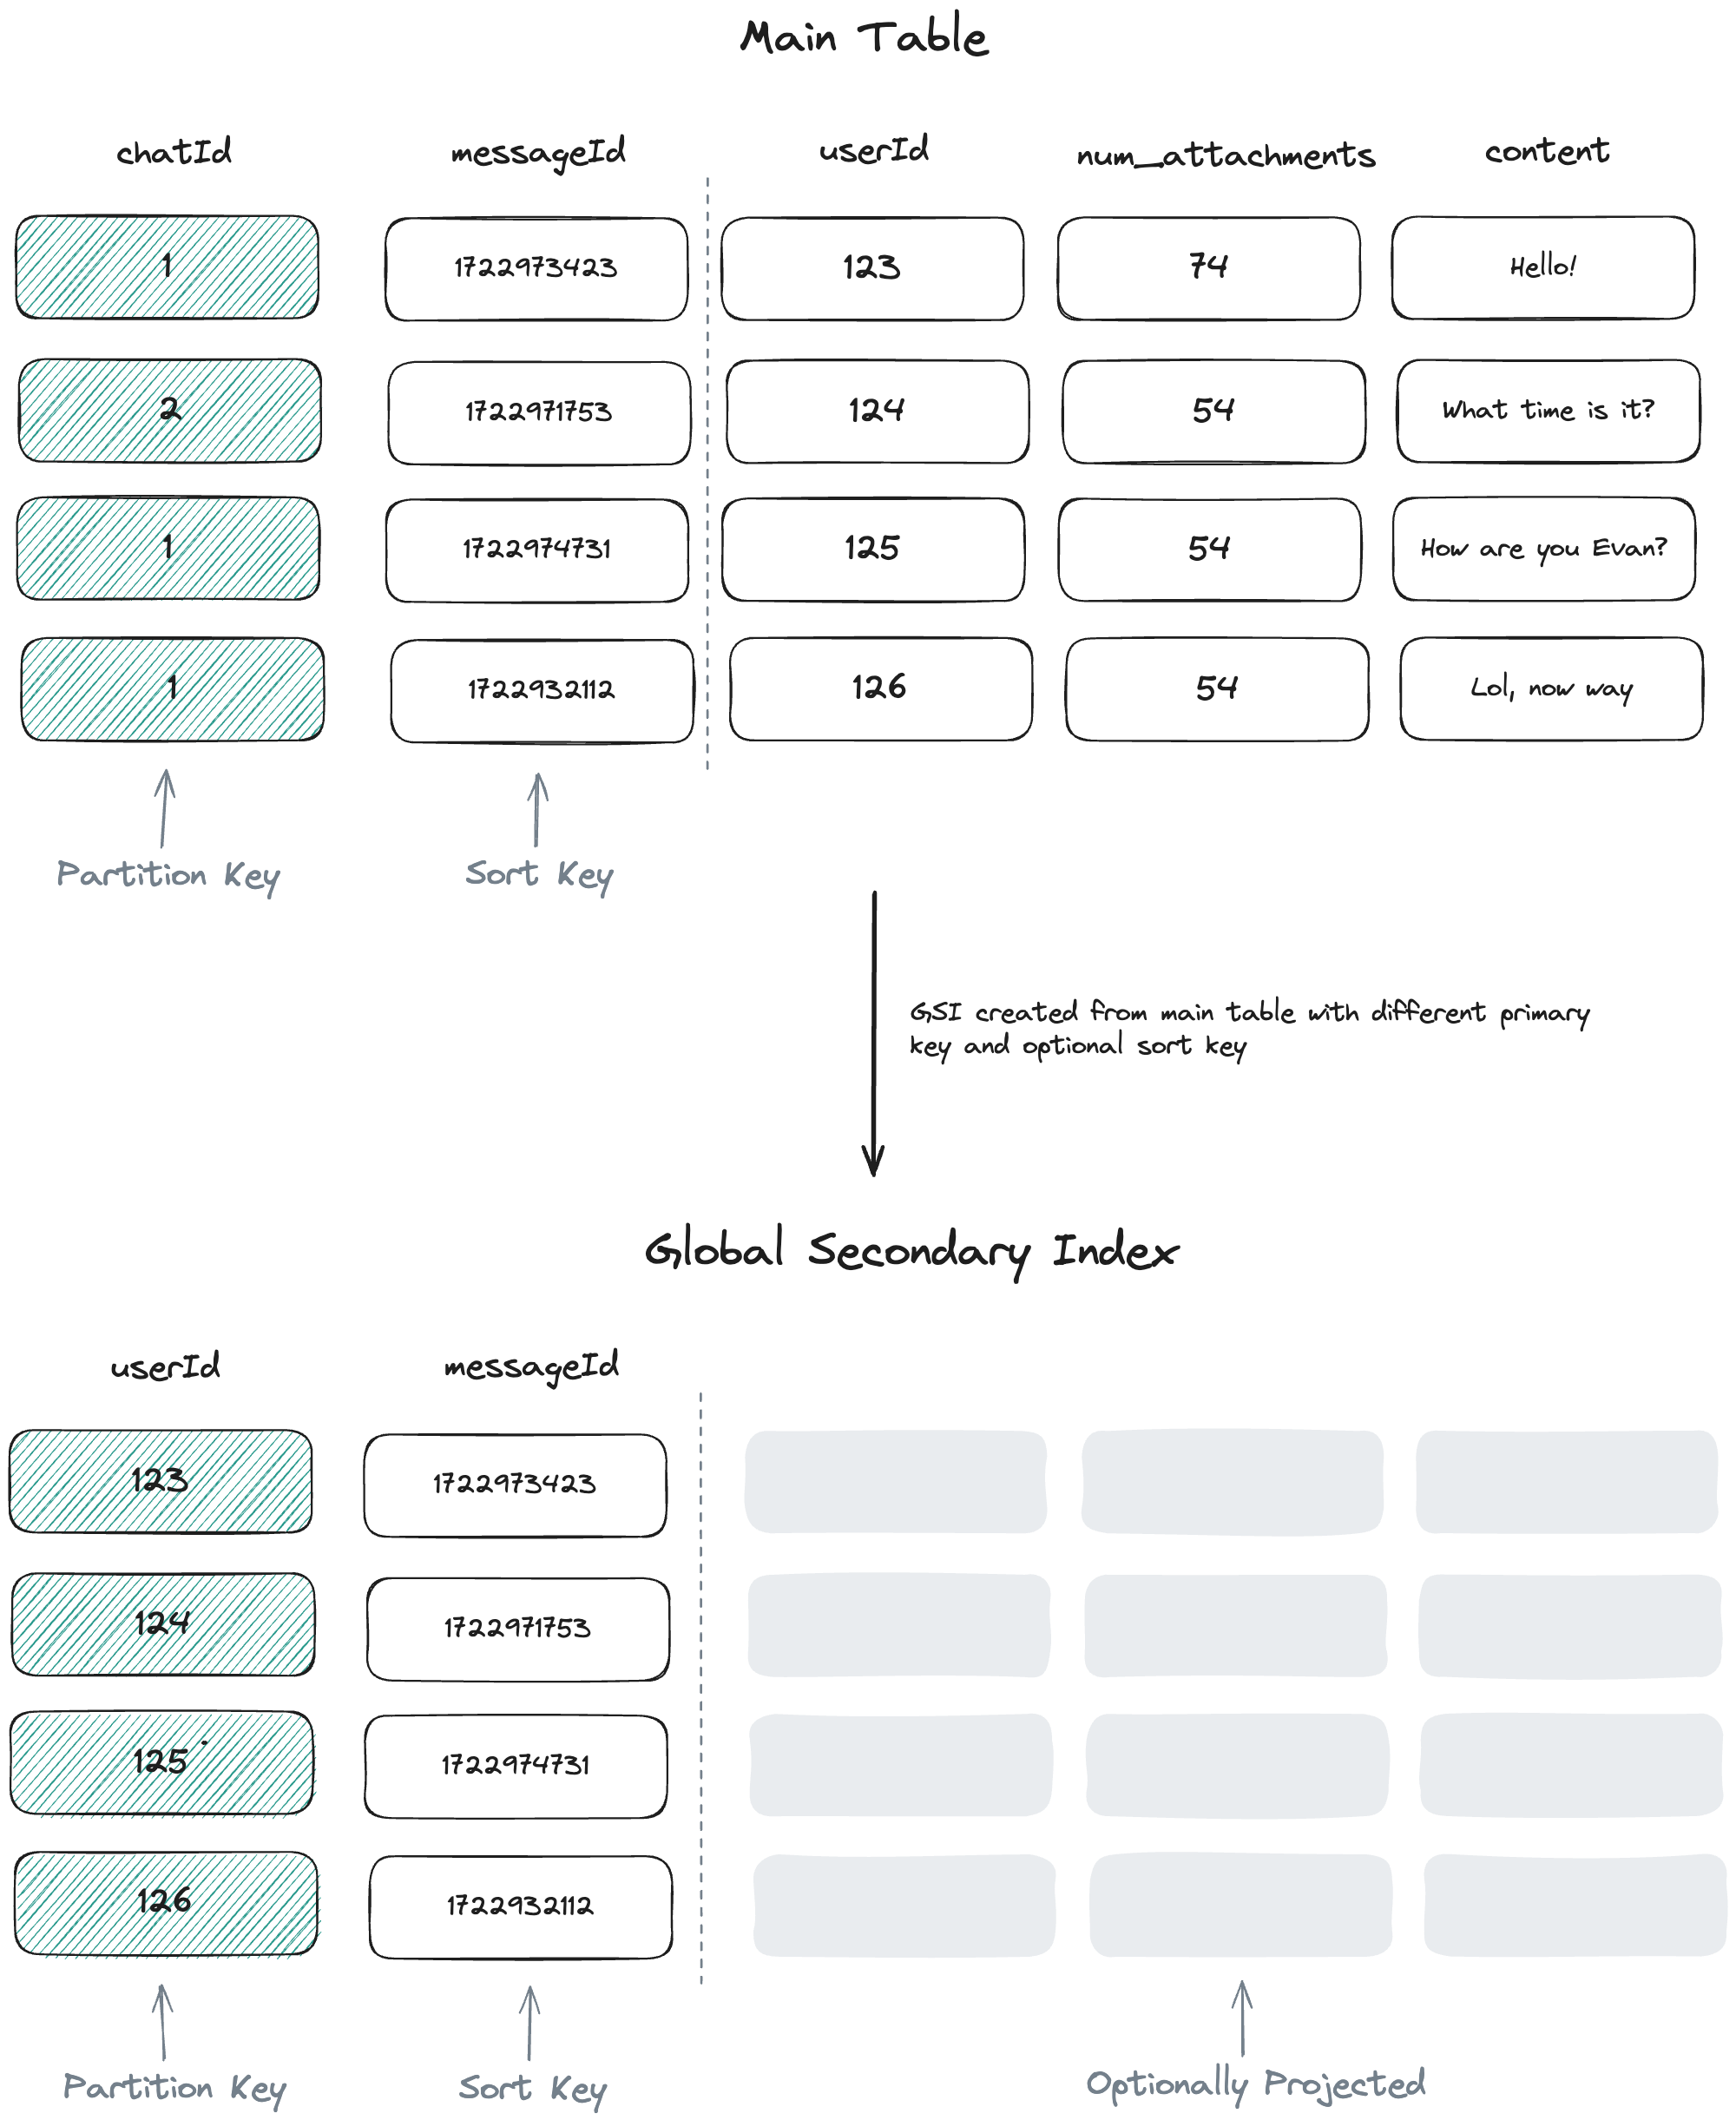 Main Table
chatId messageId userId num_attachments content
1 1722973423 123 74 Hello!
2 1722971753 124 54 What time is it?
1 1722974731 125 54 How are you Evan?
1 1722932112 126 54 Lol, now way
Partition Key Sort Key
GSI created from main table with different primary
key and optional sort key
Global Secondary Index
userId messageId
123 1722973423
124 1722971753
125 1722974731
126 1722932112
Partition Key Sort Key Optionally Projected